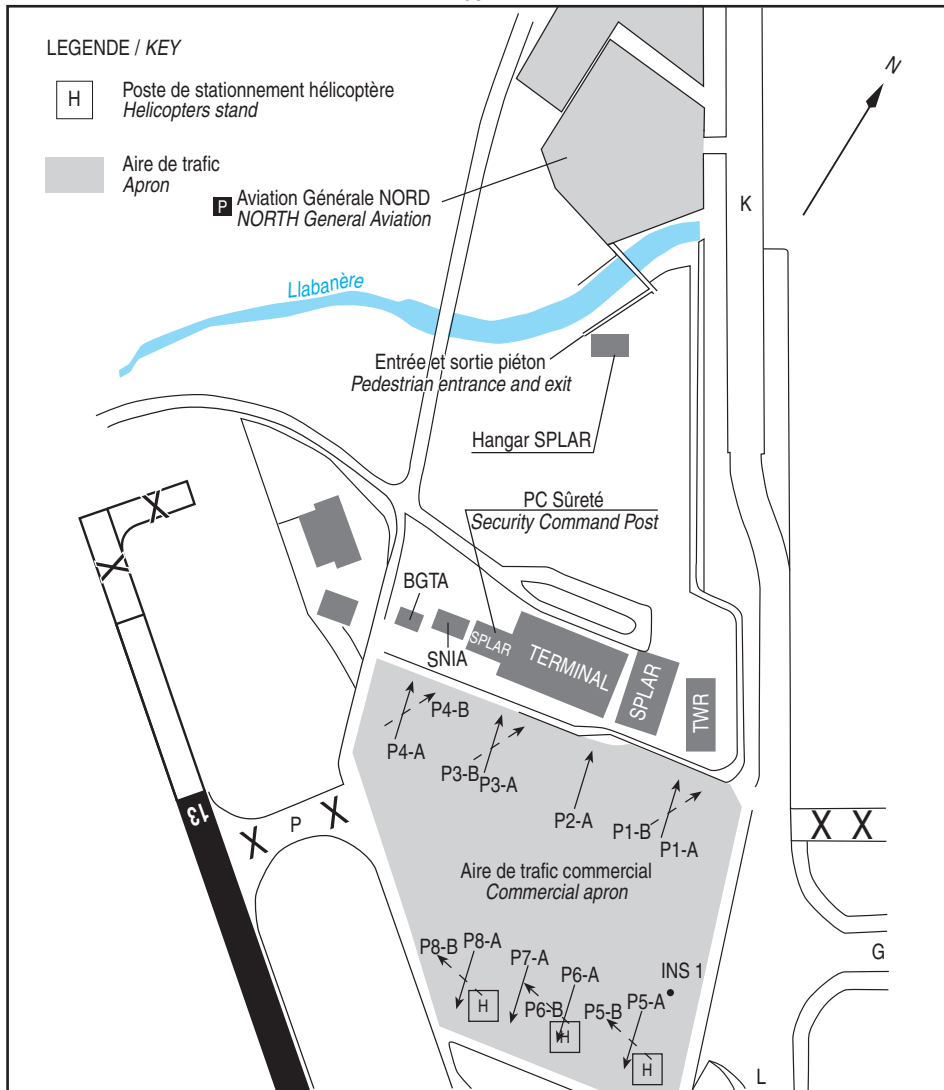 LEGENDE / KEY
H
Poste de stationnement hélicoptère
Helicopters stand
Aire de trafic
Apron
P Aviation Générale NORD
NORTH General Aviation
N
K
Llabanère
Entrée et sortie piéton
Pedestrian entrance and exit
Hangar SPLAR
PC Sûreté
Security Command Post
X
X
BGTA
SNIA
SPLAR
TERMINAL
SPLAR
TWR
P4-B
P4-A
P3-B
P3-A
P2-A
P1-B
P1-A
13
X P X
X X
Aire de trafic commercial
Commercial apron
P8-B
P8-A
P7-A
P6-A
INS 1
G
P6-B
P5-B
P5-A
H
H
H
L